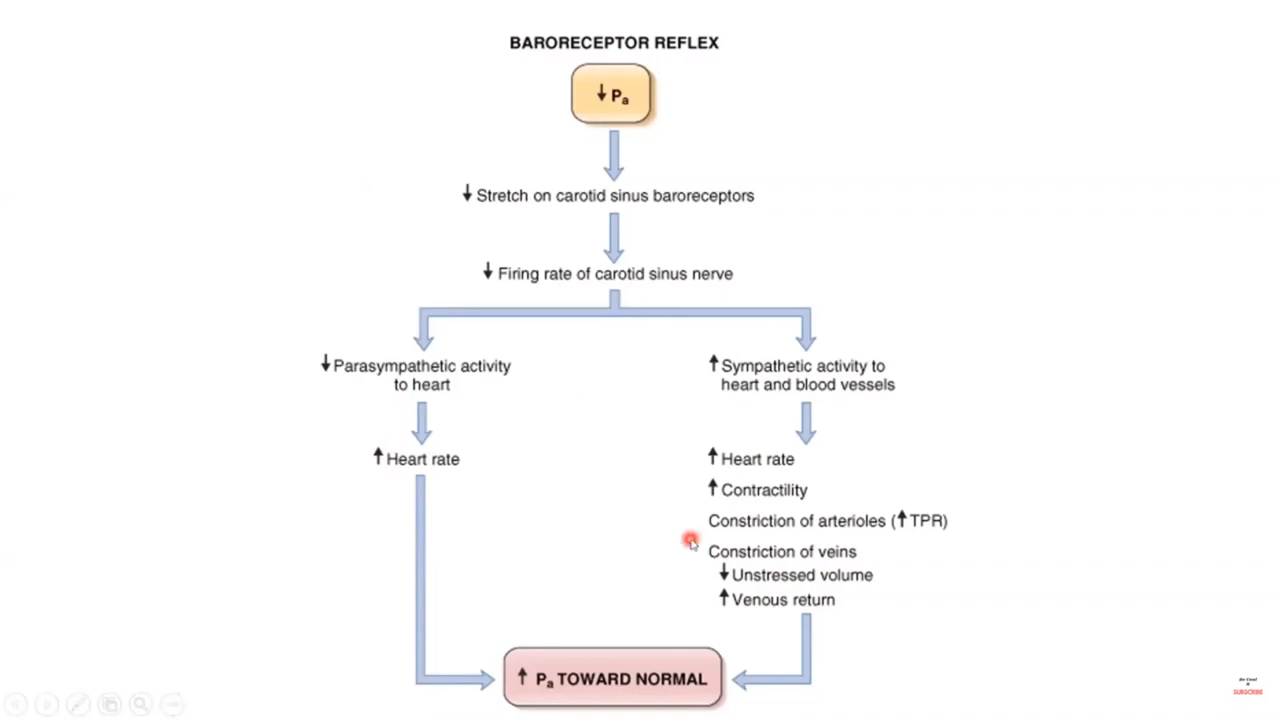 BARORECEPTOR REFLEX
↓ Pa
↓ Stretch on carotid sinus baroreceptors
↓ Firing rate of carotid sinus nerve
↓ Parasympathetic activity
to heart
↑ Sympathetic activity to
heart and blood vessels
↑ Heart rate
↑ Heart rate
↑ Contractility
Constriction of arterioles (↑ TPR)
Constriction of veins
↓ Unstressed volume
↑ Venous return
↑ Pa TOWARD NORMAL
SUBSCRIBE